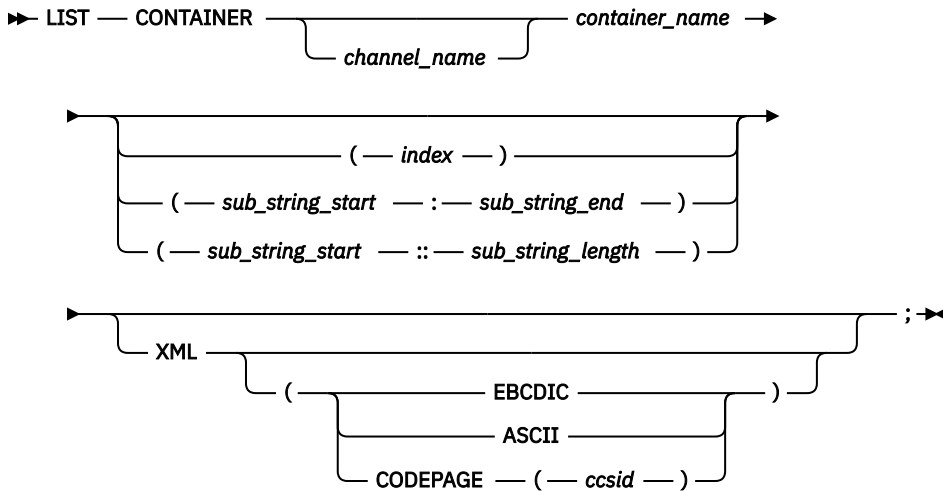 LIST CONTAINER container_name
channel_name
( index )
( sub_string_start : sub_string_end )
( sub_string_start :: sub_string_length )
;
XML
( EBCDIC )
ASCII
CODEPAGE ( ccsid )